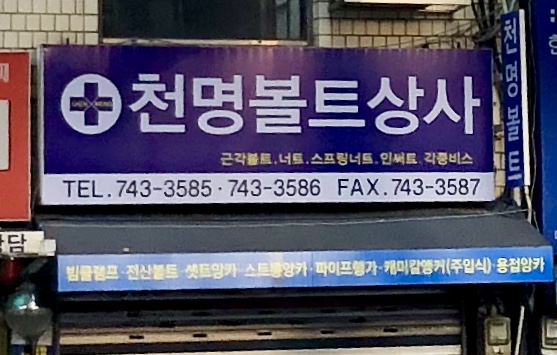 천명볼트상사
근각볼트.너트.스프링너트.인써트.각종비스
TEL.743-3585·743-3586 FAX.743-3587
빔클램프·전산볼트·셋트앙카·스트롱앙카·파이프행가·캐미칼앵커(주입식)·용접앙카
천명볼트